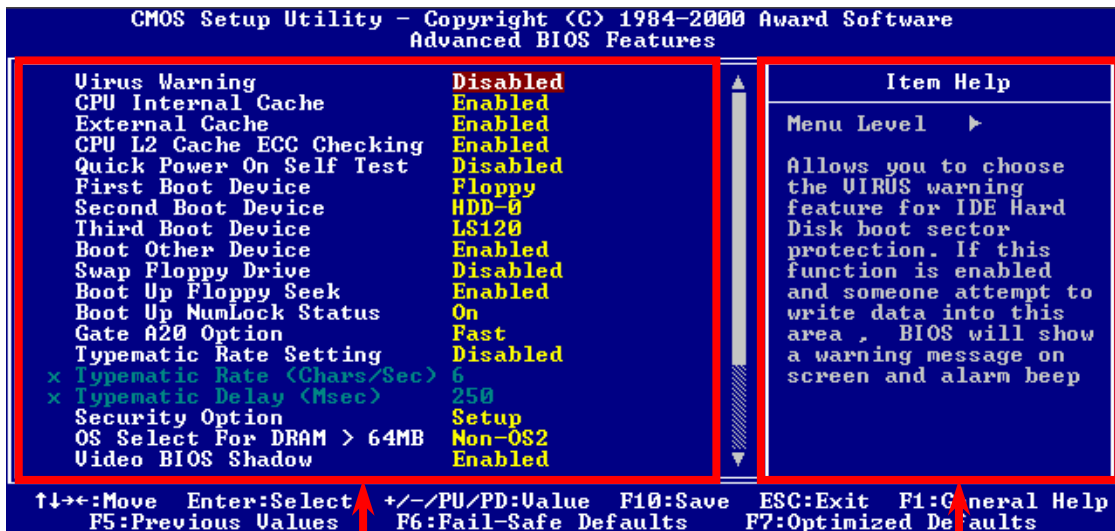 CMOS Setup Utility - Copyright (C) 1984-2000 Award Software
Advanced BIOS Features
Virus Warning Disabled
CPU Internal Cache Enabled
External Cache Enabled
CPU L2 Cache ECC Checking Enabled
Quick Power On Self Test Disabled
First Boot Device Floppy
Second Boot Device HDD-0
Third Boot Device LS120
Boot Other Device Enabled
Swap Floppy Drive Disabled
Boot Up Floppy Seek Enabled
Boot Up NumLock Status On
Gate A20 Option Fast
Typematic Rate Setting Disabled
x Typematic Rate (Chars/Sec) 6
x Typematic Delay (Msec) 250
Security Option Setup
OS Select For DRAM > 64MB Non-OS2
Video BIOS Shadow Enabled
Item Help
Menu Level ▶
Allows you to choose
the VIRUS warning
feature for IDE Hard
Disk boot sector
protection. If this
function is enabled
and someone attempt to
write data into this
area , BIOS will show
a warning message on
screen and alarm beep
↑↓→←:Move Enter:Select +/-/PU/PD:Value F10:Save ESC:Exit F1:General Help
F5:Previous Values F6:Fail-Safe Defaults F7:Optimized Defaults